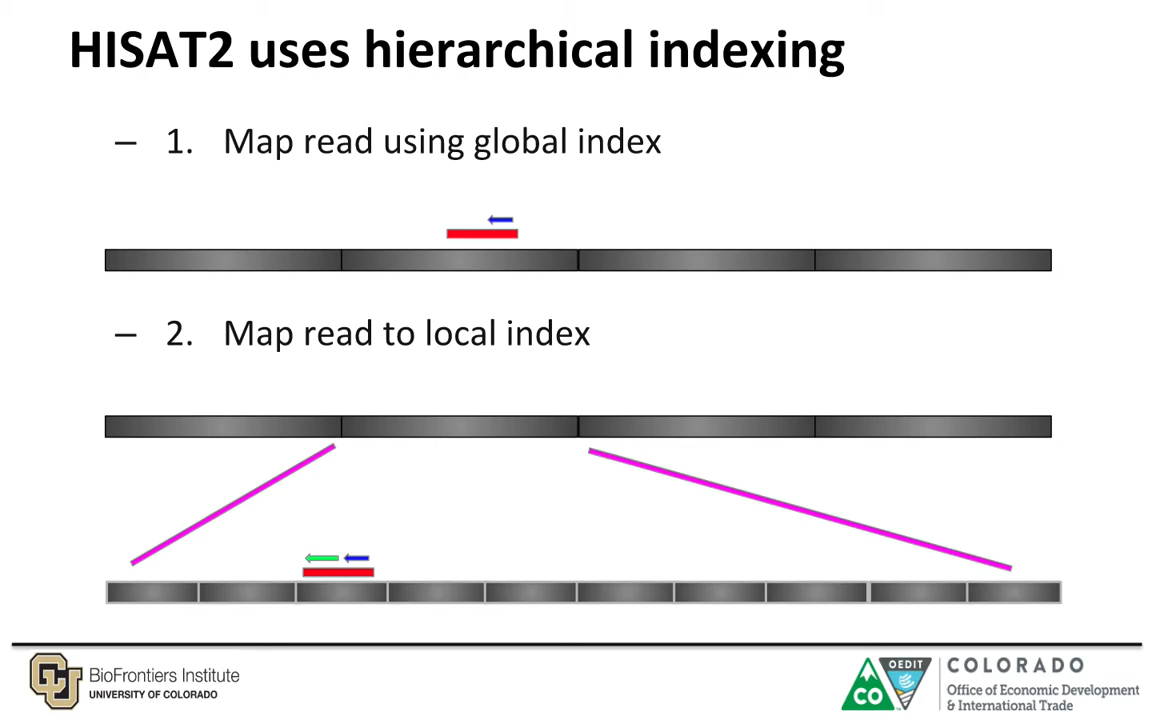 HISAT2 uses hierarchical indexing
– 1. Map read using global index
– 2. Map read to local index
CU
BioFrontiers Institute
UNIVERSITY OF COLORADO
CO
OEDIT
COLORADO
Office of Economic Development
& International Trade